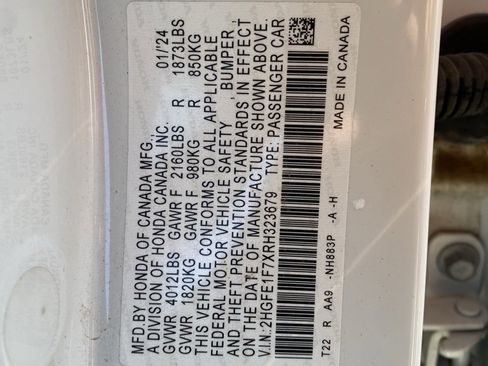 MFD.BY HONDA OF CANADA MFG., 01/'24
A DIVISION OF HONDA CANADA INC.
GVWR 4012LBS GAWR F 2160LBS R 1873LBS
GVWR 1820KG GAWR F 980KG R 850KG
THIS VEHICLE CONFORMS TO ALL APPLICABLE
FEDERAL MOTOR VEHICLE SAFETY, BUMPER,
AND THEFT PREVENTION STANDARDS IN EFFECT
ON THE DATE OF MANUFACTURE SHOWN ABOVE.
V.I.N:2HGFE1F7XRH323679 TYPE: PASSENGER CAR
T22 R AA9 -NH883P -A -H MADE IN CANADA